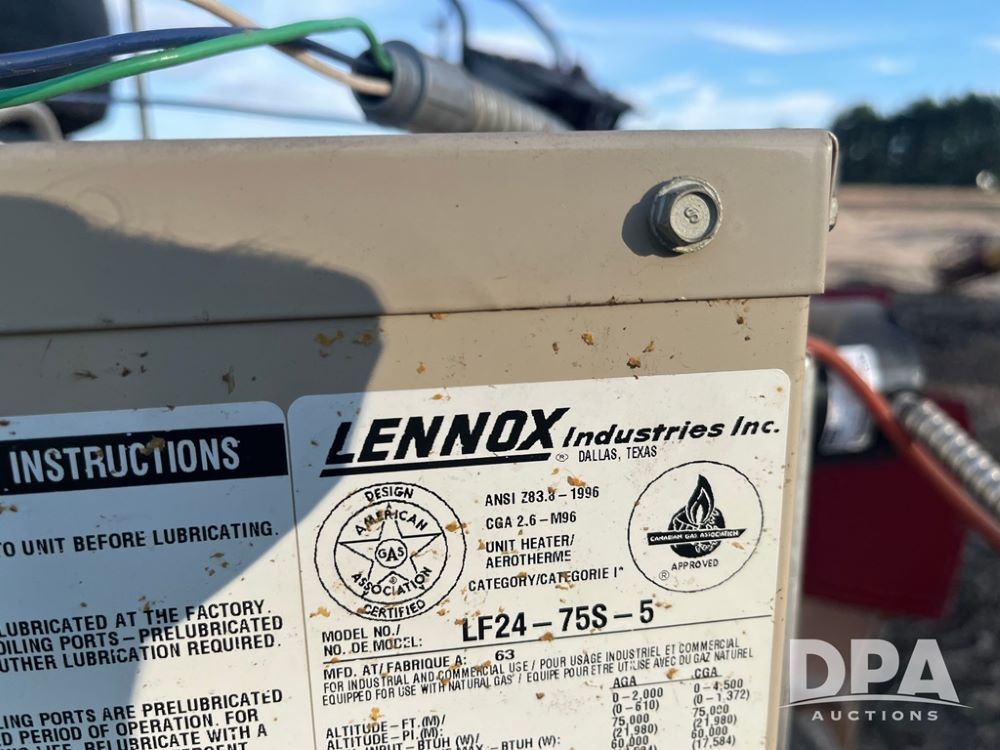 INSTRUCTIONS
TO UNIT BEFORE LUBRICATING.
LUBRICATED AT THE FACTORY.
OILING PORTS – PRELUBRICATED
REQUIRED.
PORTS ARE PRELUBRICATED
PERIOD OF OPERATION. FOR
LIFE, RELUBRICATE WITH A
LENNOX Industries Inc.
® DALLAS, TEXAS
DESIGN
AMERICAN
GAS
ASSOCIATION
®
CERTIFIED
ANSI Z83.8–1996
CGA 2.6–M96
UNIT HEATER/
AEROTHERME
CATEGORY/CATEGORIE I*
CANADIAN GAS ASSOCIATION
APPROVED
®
MODEL NO./
NO. DE MODEL: LF24–75S–5
MFD. AT/FABRIQUE A: 63
FOR INDUSTRIAL AND COMMERCIAL USE / POUR USAGE INDUSTRIEL ET COMMERCIAL
EQUIPPED FOR USE WITH NATURAL GAS / EQUIPE POUR ETRE UTILISE AVEC DU GAZ NATUREL
AGA CGA
ALTITUDE–FT.(M)/ 0–2,000 0–4,500
ALTITUDE–PI.(M): (0–610) (0–1.372)
INPUT–BTUH (W)/ 75,000 75,000
(21,980) (21,980)
–BTUH (W): 60,000 60,000
(17,584)
S
DPA
AUCTIONS